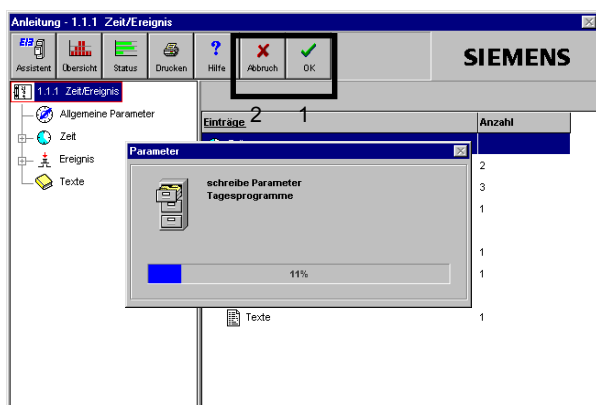 Anleitung - 1.1.1 Zeit/Ereignis
EIB
Assistent Übersicht Status Drucken Hilfe Abbruch OK
SIEMENS
2 1
1.1.1 Zeit/Ereignis
Allgemeine Parameter
Zeit
Ereignis
Texte
Einträge Anzahl
Parameter
schreibe Parameter
Tagesprogramme
11%
2
3
1
1
1
Texte 1